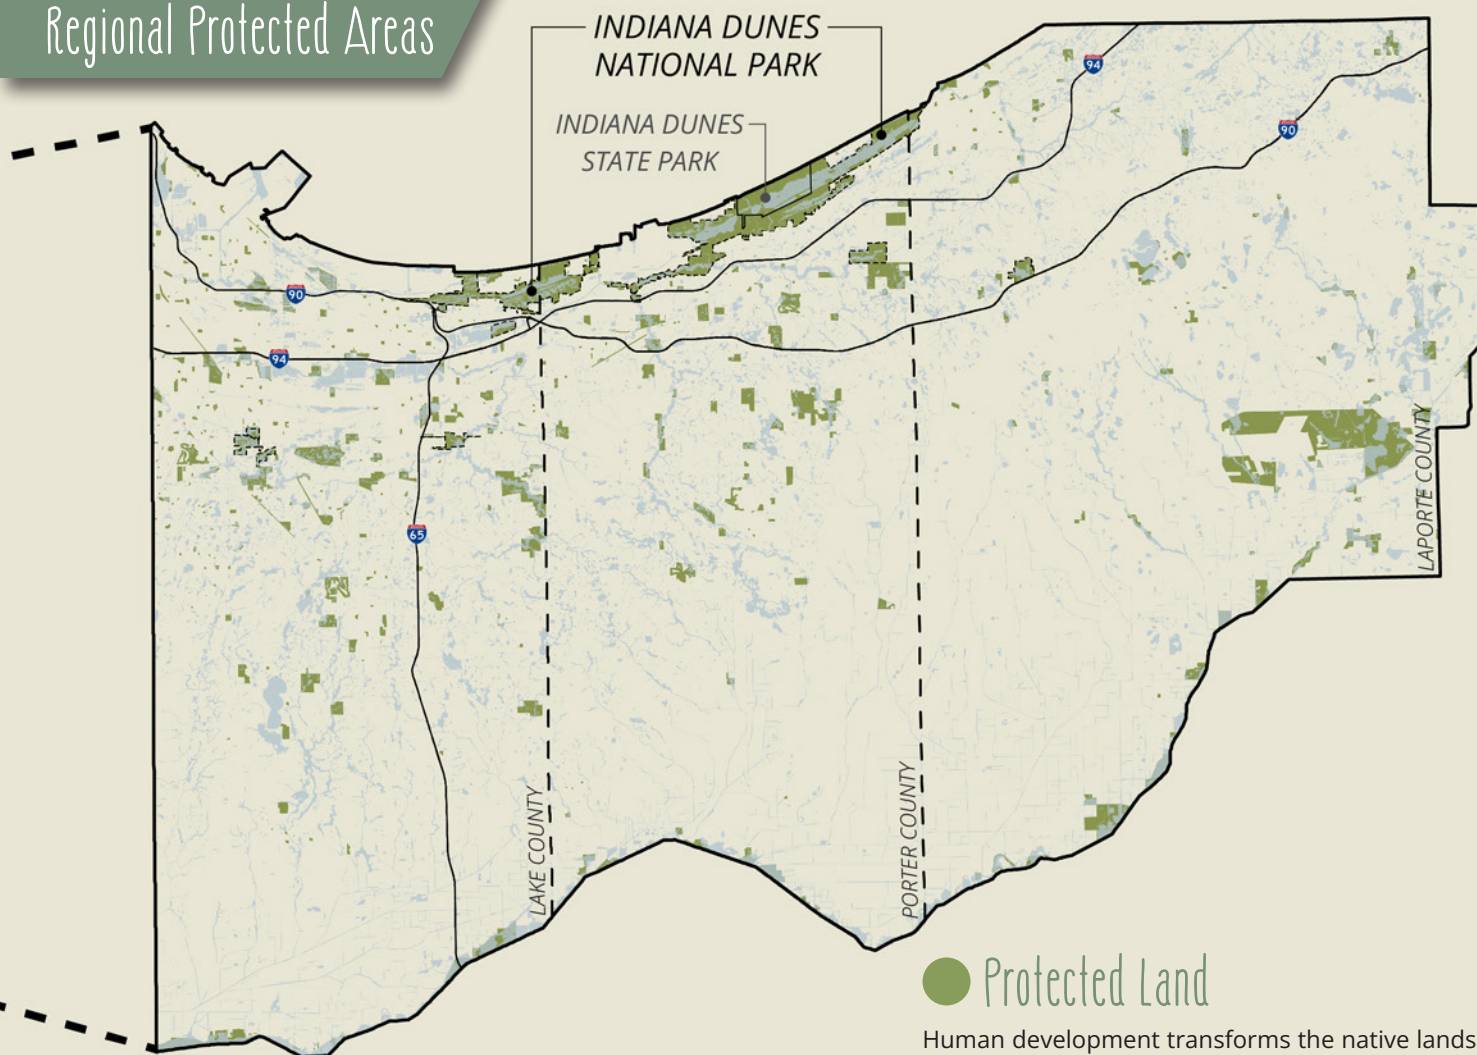 Regional Protected Areas
INDIANA DUNES
NATIONAL PARK
INDIANA DUNES
STATE PARK
94
90
90
94
65
LAKE COUNTY
PORTER COUNTY
LAPORTE COUNTY
Protected Land
Human development transforms the native lands